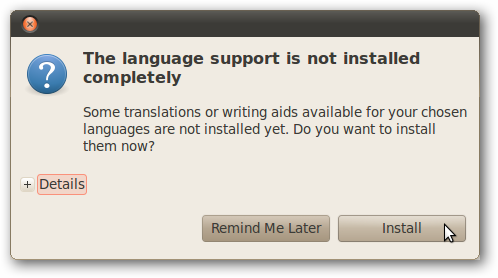 The language support is not installed
completely
Some translations or writing aids available for your chosen
languages are not installed yet. Do you want to install
them now?
Details
Remind Me Later
Install